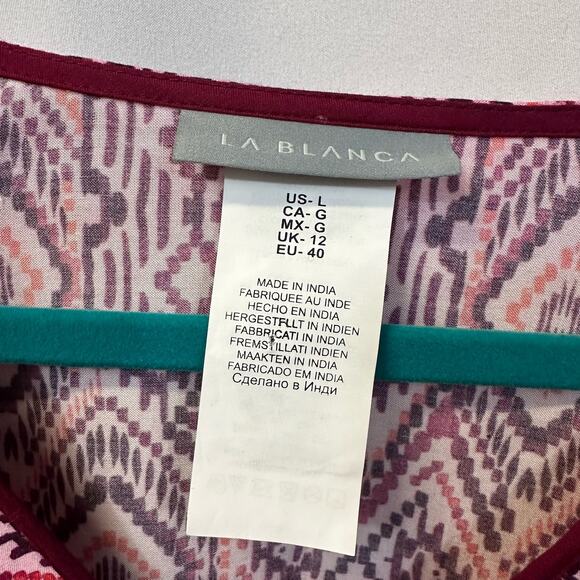 LA BLANCA
US- L
CA- G
MX- G
UK- 12
EU- 40
MADE IN INDIA
FABRIQUEE AU INDE
HECHO EN INDIA
HERGESTFLLT IN INDIEN
FABBRICATI IN INDIA
FREMSTILLATI INDIEN
MAAKTEN IN INDIA
FABRICADO EM INDIA
Сделано в Инди